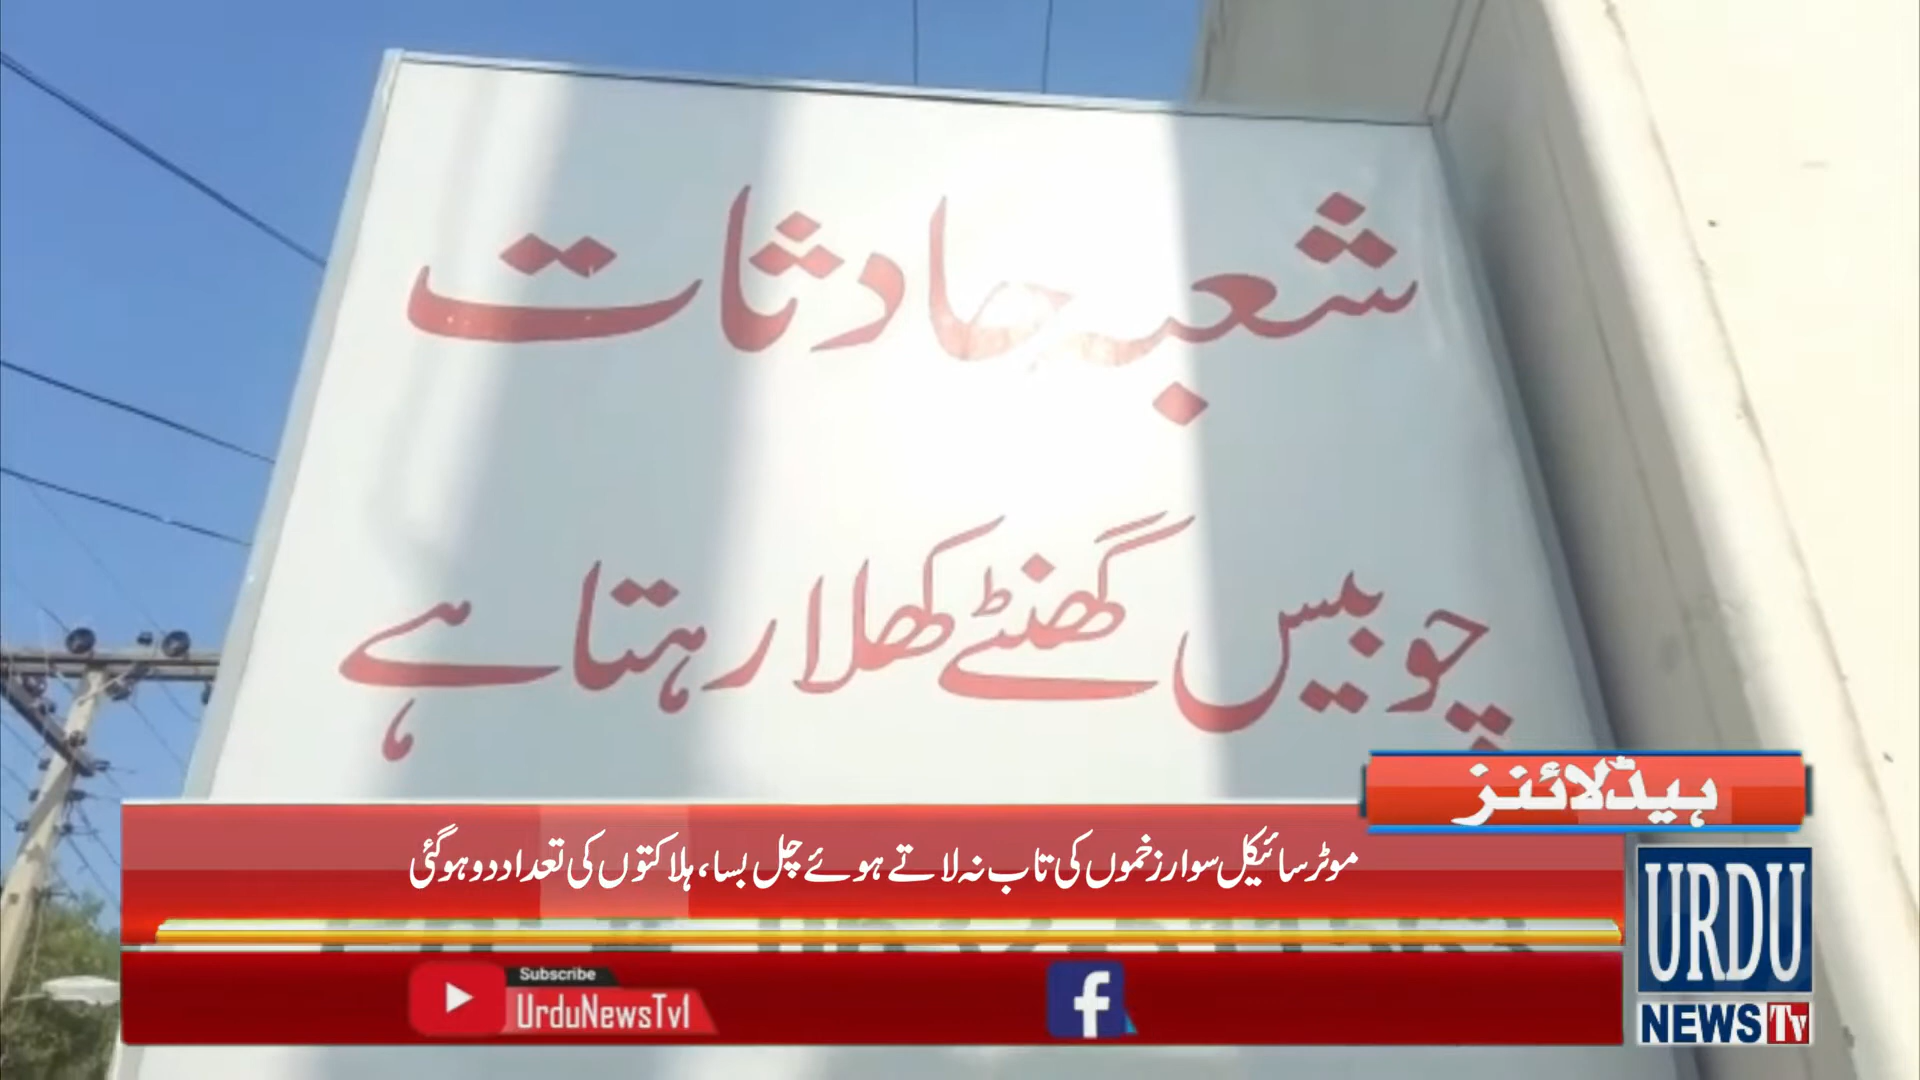 شعبہ حادثات
چوبیس گھنٹے کھلا رہتا ہے
ہیڈلائنز
موٹرسائیکل سوار زخموں کی تاب نہ لاتے ہوئے چل بسا، ہلاکتوں کی تعداد دو ہوگئی
Subscribe
UrduNewsTv1
URDU
NEWS Tv